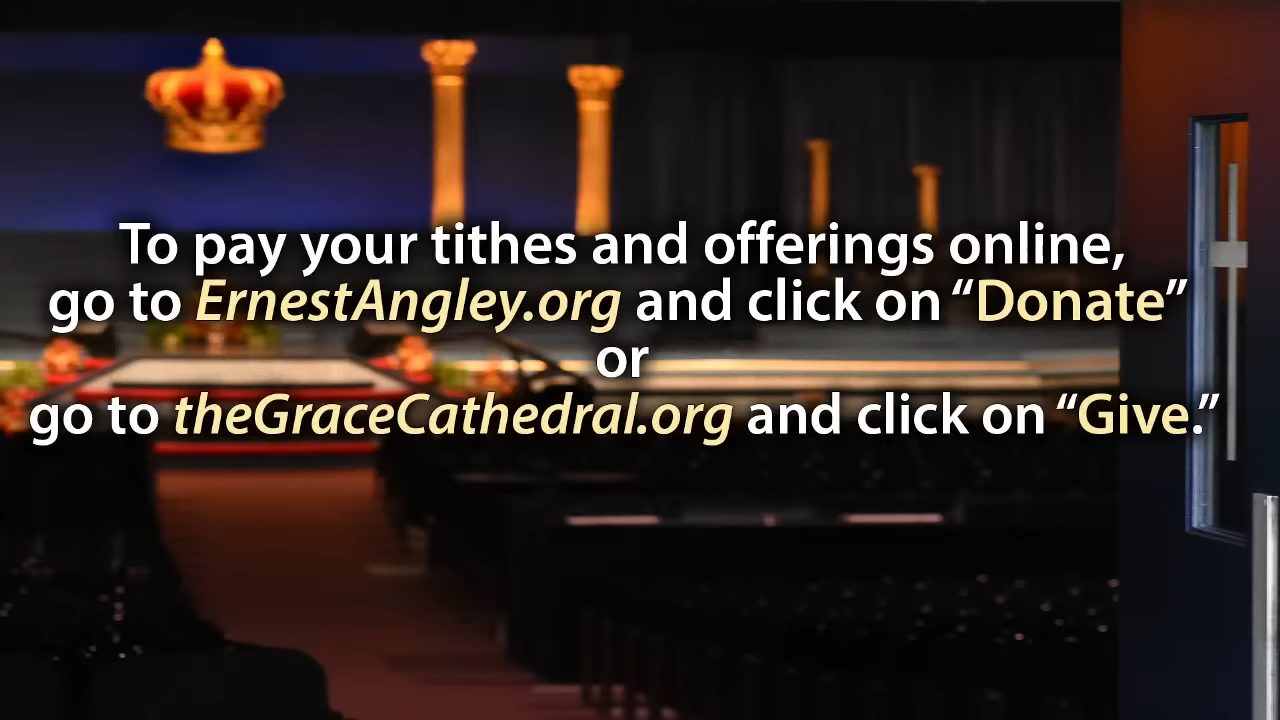 To pay your tithes and offerings online,
go to ErnestAngley.org and click on “Donate”
or
go to theGraceCathedral.org and click on “Give.”